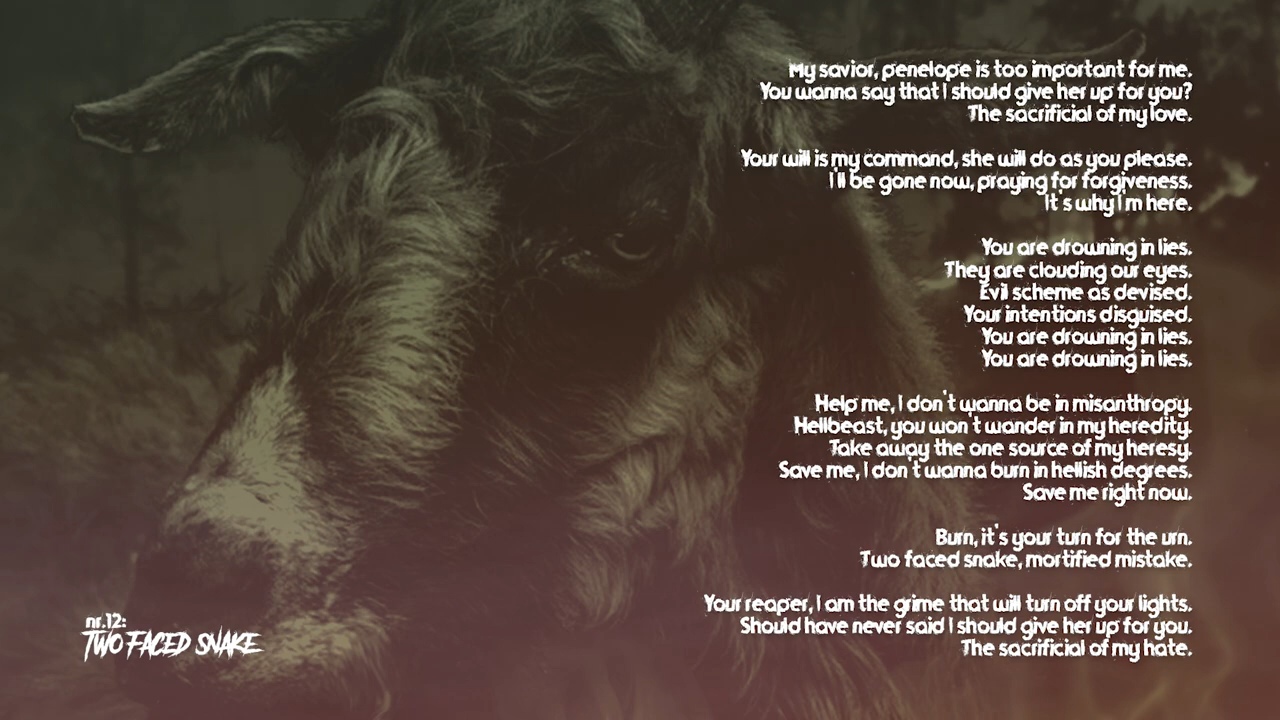 My savior, penelope is too important for me.
You wanna say that I should give her up for you?
The sacrificial of my love.
Your will is my command, she will do as you please.
I'll be gone now, praying for forgiveness.
It's why I'm here.
You are drowning in lies.
They are clouding our eyes.
Evil scheme as devised.
Your intentions disguised.
You are drowning in lies.
You are drowning in lies.
Help me, I don't wanna be in misanthropy.
Hellbeast, you won't wander in my heredity.
Take away the one source of my heresy.
Save me, I don't wanna burn in hellish degrees.
Save me right now.
Burn, it's your turn for the urn.
Two faced snake, mortified mistake.
Your reaper, I am the grime that will turn off your lights.
Should have never said I should give her up for you.
The sacrificial of my hate.
nr.12:
TWO FACED SNAKE